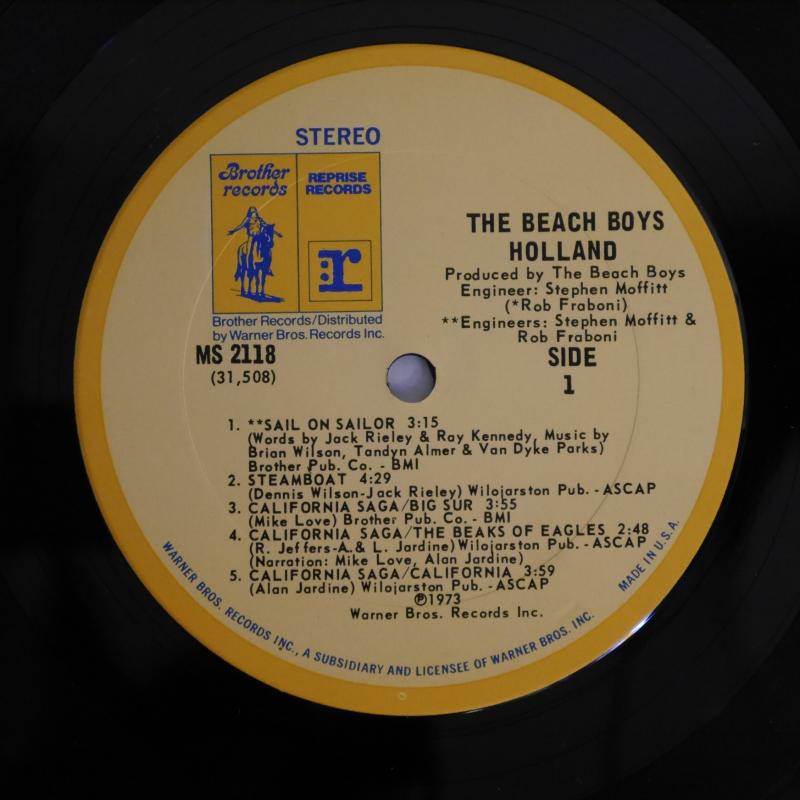 STEREO
Brother
records
REPRISE
RECORDS
r
Brother Records/Distributed
by Warner Bros. Records Inc.
MS 2118
(31,508)
THE BEACH BOYS
HOLLAND
Produced by The Beach Boys
Engineer: Stephen Moffitt
(*Rob Fraboni)
**Engineers: Stephen Moffitt &
Rob Fraboni
SIDE
1
1. **SAIL ON SAILOR 3:15
(Words by Jack Rieley & Ray Kennedy, Music by
Brian Wilson, Tandyn Almer & Van Dyke Parks)
Brother Pub. Co. - BMI
2. STEAMBOAT 4:29
(Dennis Wilson-Jack Rieley) Wilojarston Pub. - ASCAP
3. CALIFORNIA SAGA/BIG SUR 3:55
(Mike Love) Brother Pub. Co. - BMI
4. CALIFORNIA SAGA/THE BEAKS OF EAGLES 2:48
(R. Jeffers-A. & L. Jardine) Wilojarston Pub. - ASCAP
(Narration: Mike Love, Alan Jardine)
5. CALIFORNIA SAGA/CALIFORNIA 3:59
(Alan Jardine) Wilojarston Pub. - ASCAP
℗1973
Warner Bros. Records Inc.
WARNER BROS. RECORDS INC., A SUBSIDIARY AND LICENSEE OF WARNER BROS. INC.
MADE IN U.S.A.